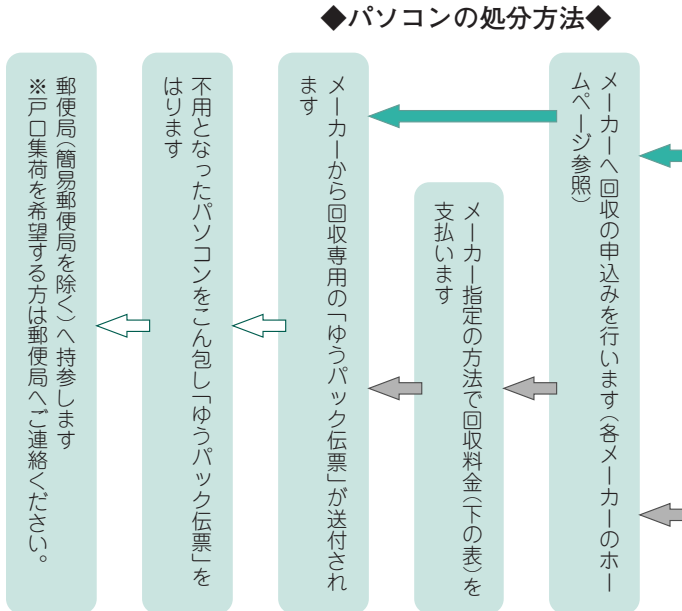 ◆パソコンの処分方法◆
メーカーへ回収の申込みを行います（各メーカーのホー
ムページ参照）
メーカー指定の方法で回収料金（下の表）を
支払います
メーカーから回収専用の「ゆうパック伝票」が送付され
ます
不用となったパソコンをこん包し「ゆうパック伝票」を
はります
郵便局（簡易郵便局を除く）へ持参します
※戸口集荷を希望する方は郵便局へご連絡ください。